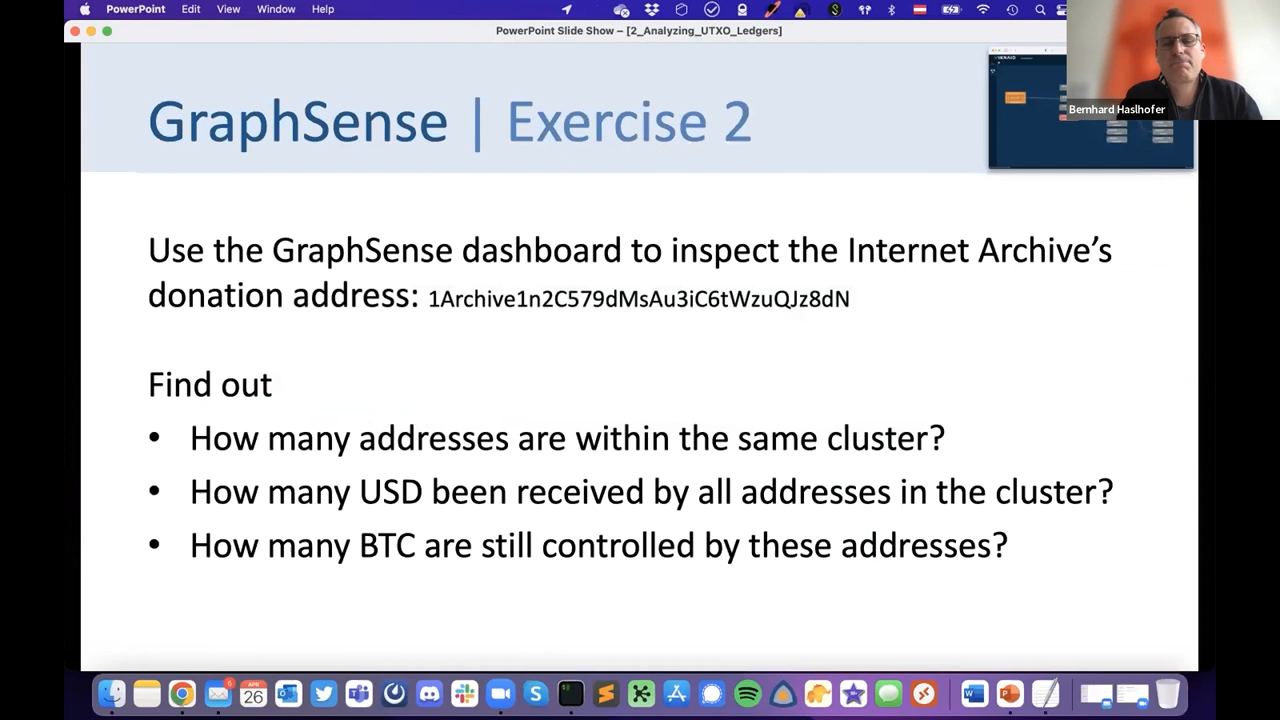 PowerPoint Edit View Window Help
PowerPoint Slide Show – [2_Analyzing_UTXO_Ledgers]
Bernhard Haslhofer
GraphSense | Exercise 2
Use the GraphSense dashboard to inspect the Internet Archive’s
donation address: 1Archive1n2C579dMsAu3iC6tWzuQJz8dN
Find out
• How many addresses are within the same cluster?
• How many USD been received by all addresses in the cluster?
• How many BTC are still controlled by these addresses?
APR
26